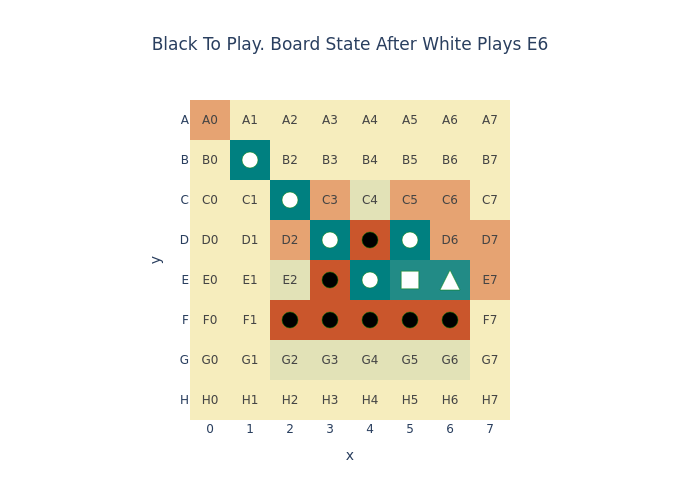 Black To Play. Board State After White Plays E6
A A0 A1 A2 A3 A4 A5 A6 A7
B B0 B2 B3 B4 B5 B6 B7
C C0 C1 C3 C4 C5 C6 C7
D D0 D1 D2 D6 D7
E E0 E1 E2 E7
F F0 F1 F7
G G0 G1 G2 G3 G4 G5 G6 G7
H H0 H1 H2 H3 H4 H5 H6 H7
0 1 2 3 4 5 6 7
x
y